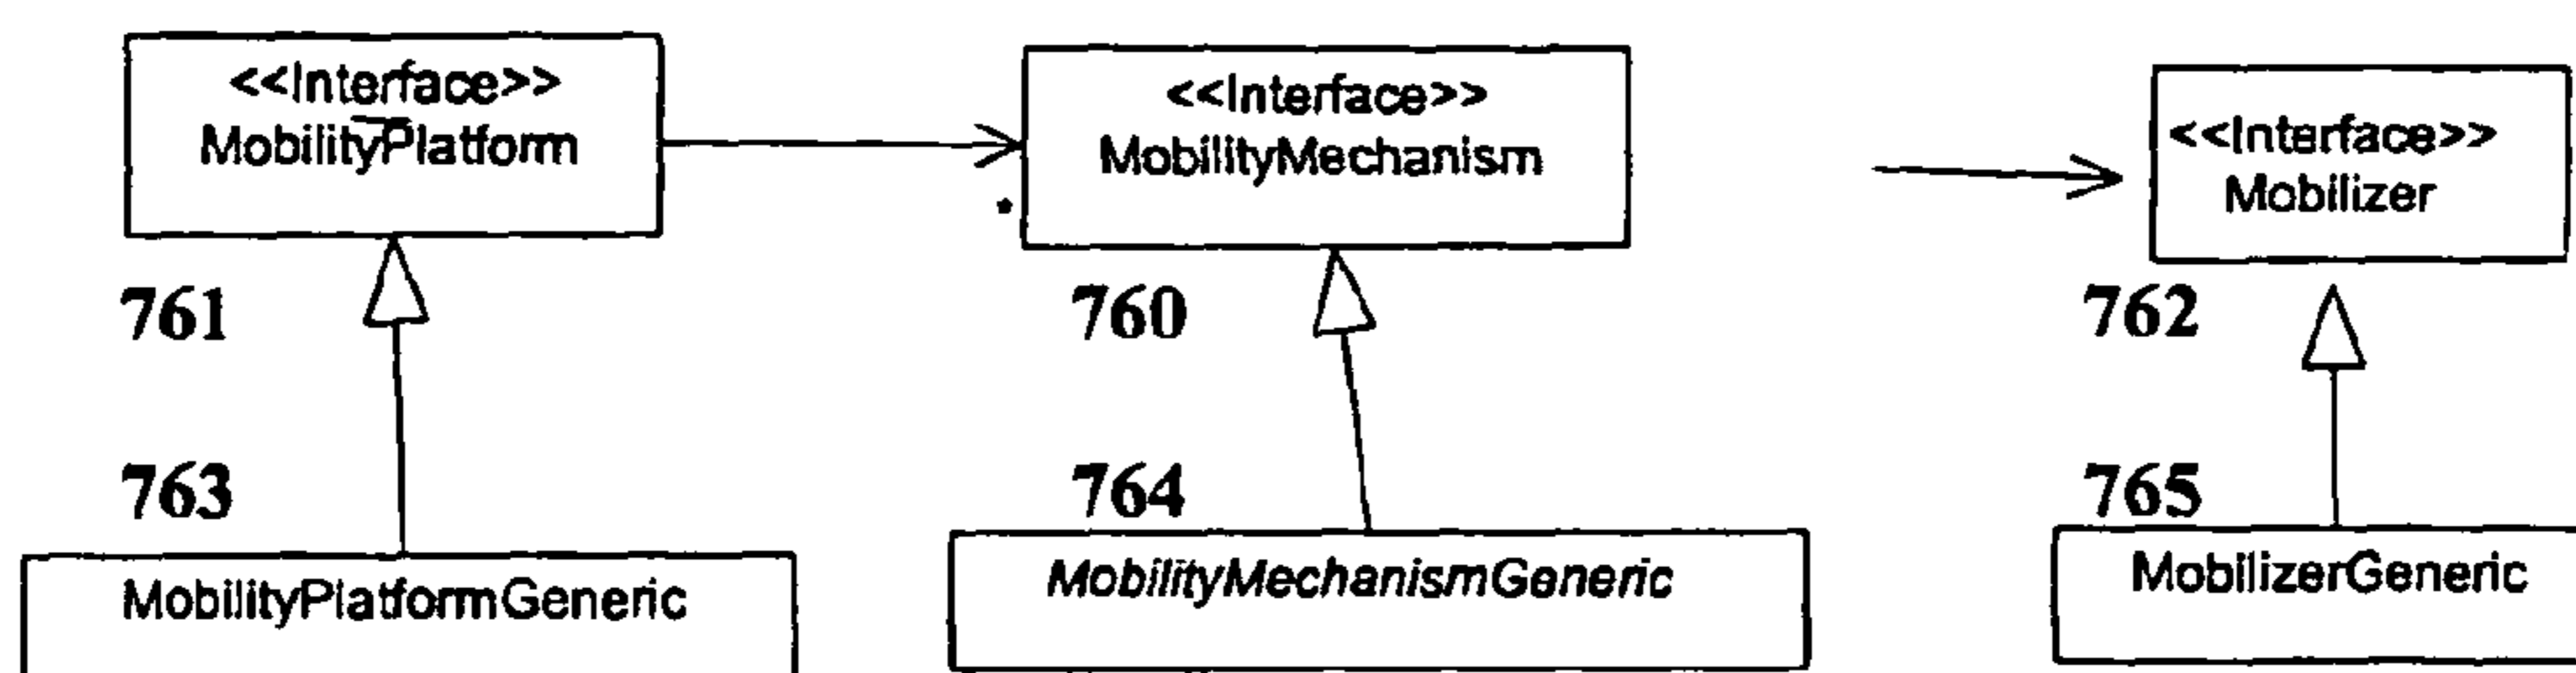 <<Interface>>
MobilityPlatform
<<Interface>>
MobilityMechanism
*
<<Interface>>
Mobilizer
761
760
762
763
764
765
MobilityPlatformGeneric
MobilityMechanismGeneric
MobilizerGeneric